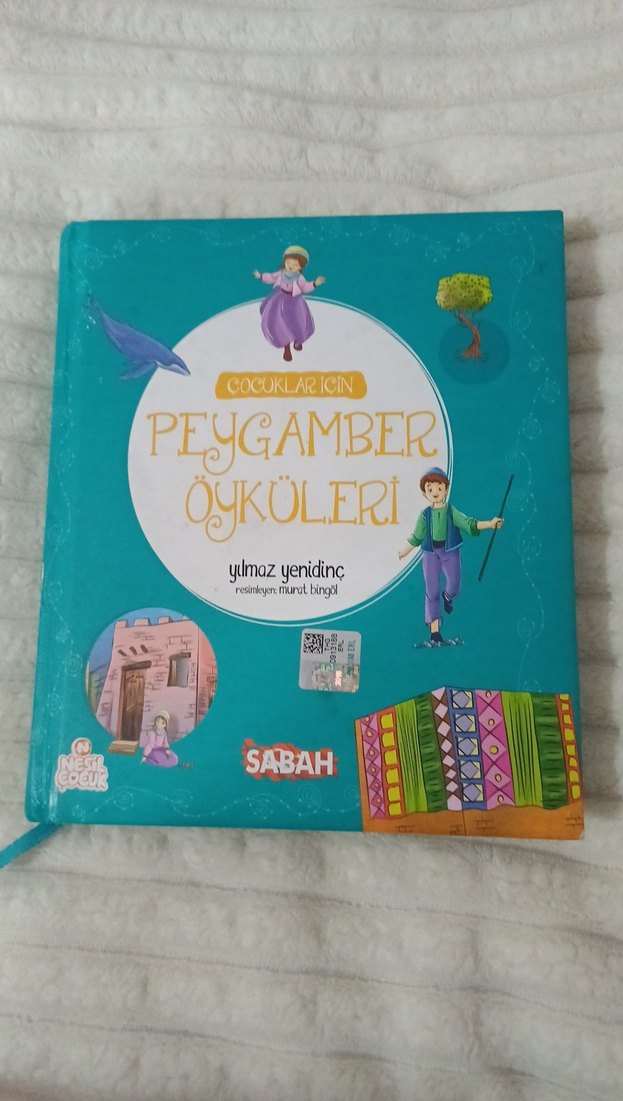 ÇOCUKLAR İÇİN
PEYGAMBER
ÖYKÜLERİ
yılmaz yenidinç
resimleyen: murat bingöl
SABAH
N
NESİL
ÇOCUK